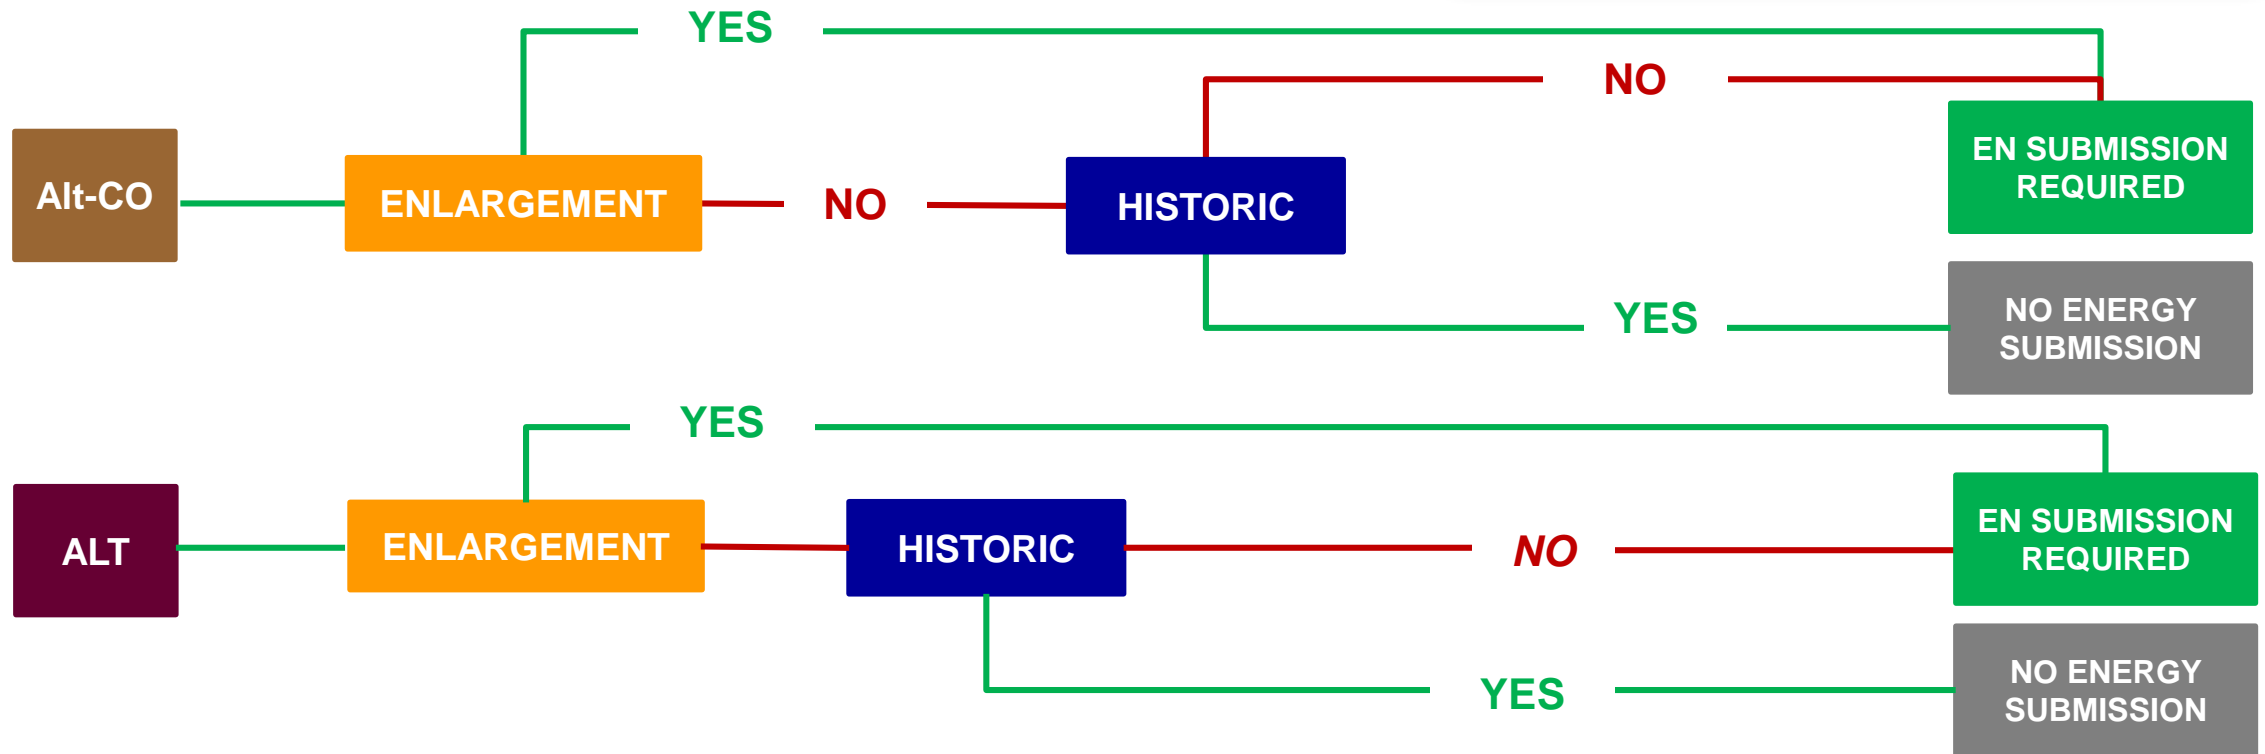 YES
NO
Alt-CO
ENLARGEMENT
NO
HISTORIC
EN SUBMISSION
REQUIRED
YES
NO ENERGY
SUBMISSION
YES
ALT
ENLARGEMENT
HISTORIC
NO
EN SUBMISSION
REQUIRED
YES
NO ENERGY
SUBMISSION